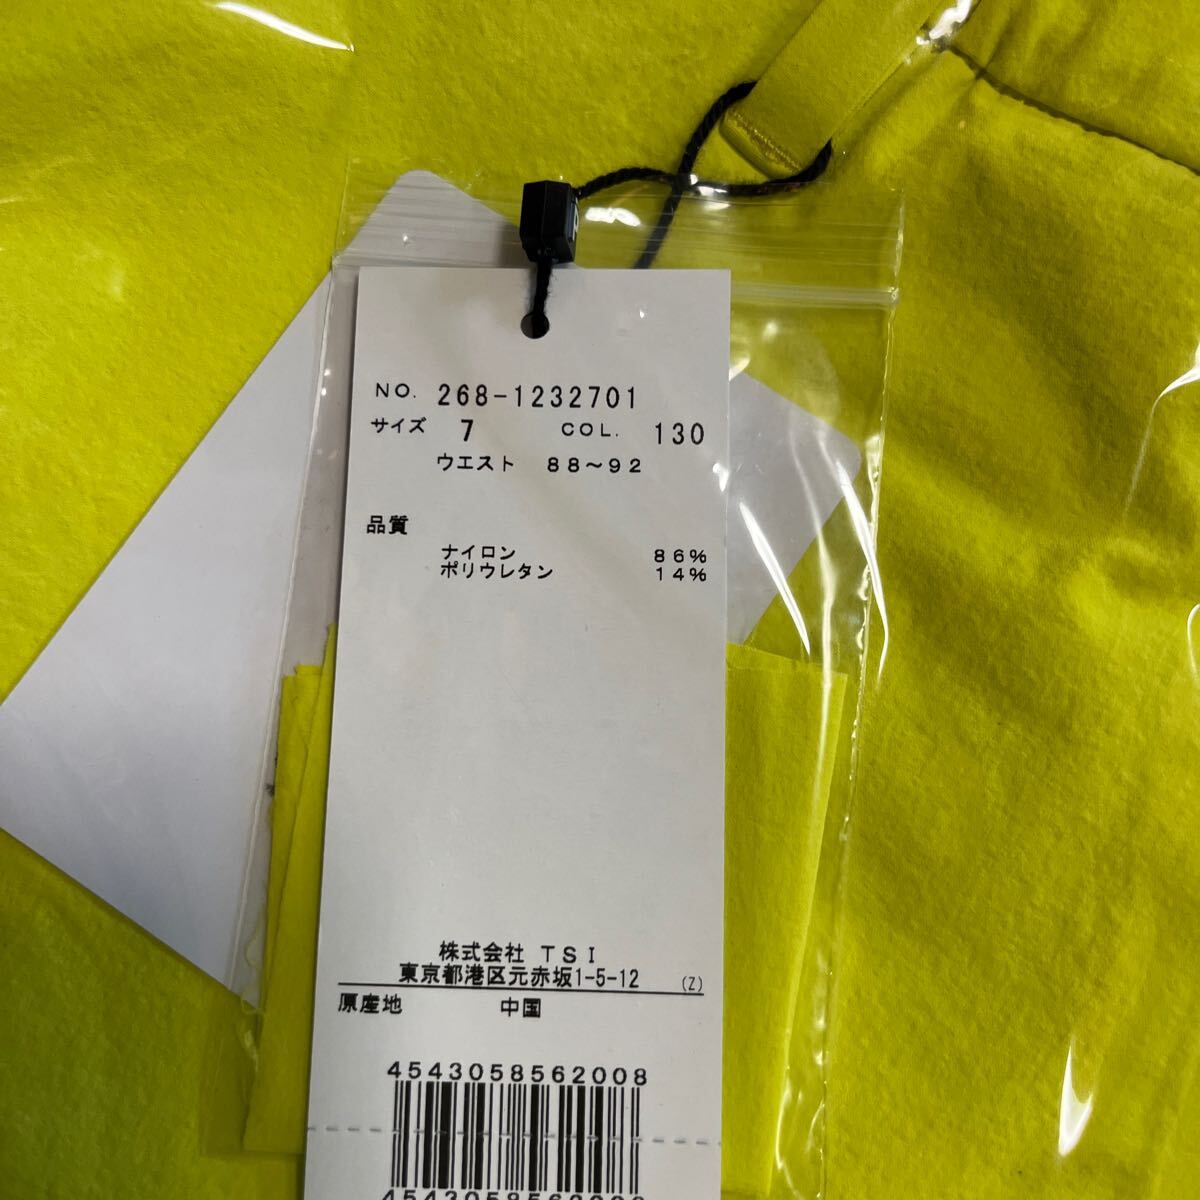 NO. 268-1232701
サイズ 7 COL. 130
ウエスト 88〜92
品質
ナイロン 86%
ポリウレタン 14%
株式会社 TSI
東京都港区元赤坂1-5-12 (Z)
原産地 中国
4543058562008
4543058562008